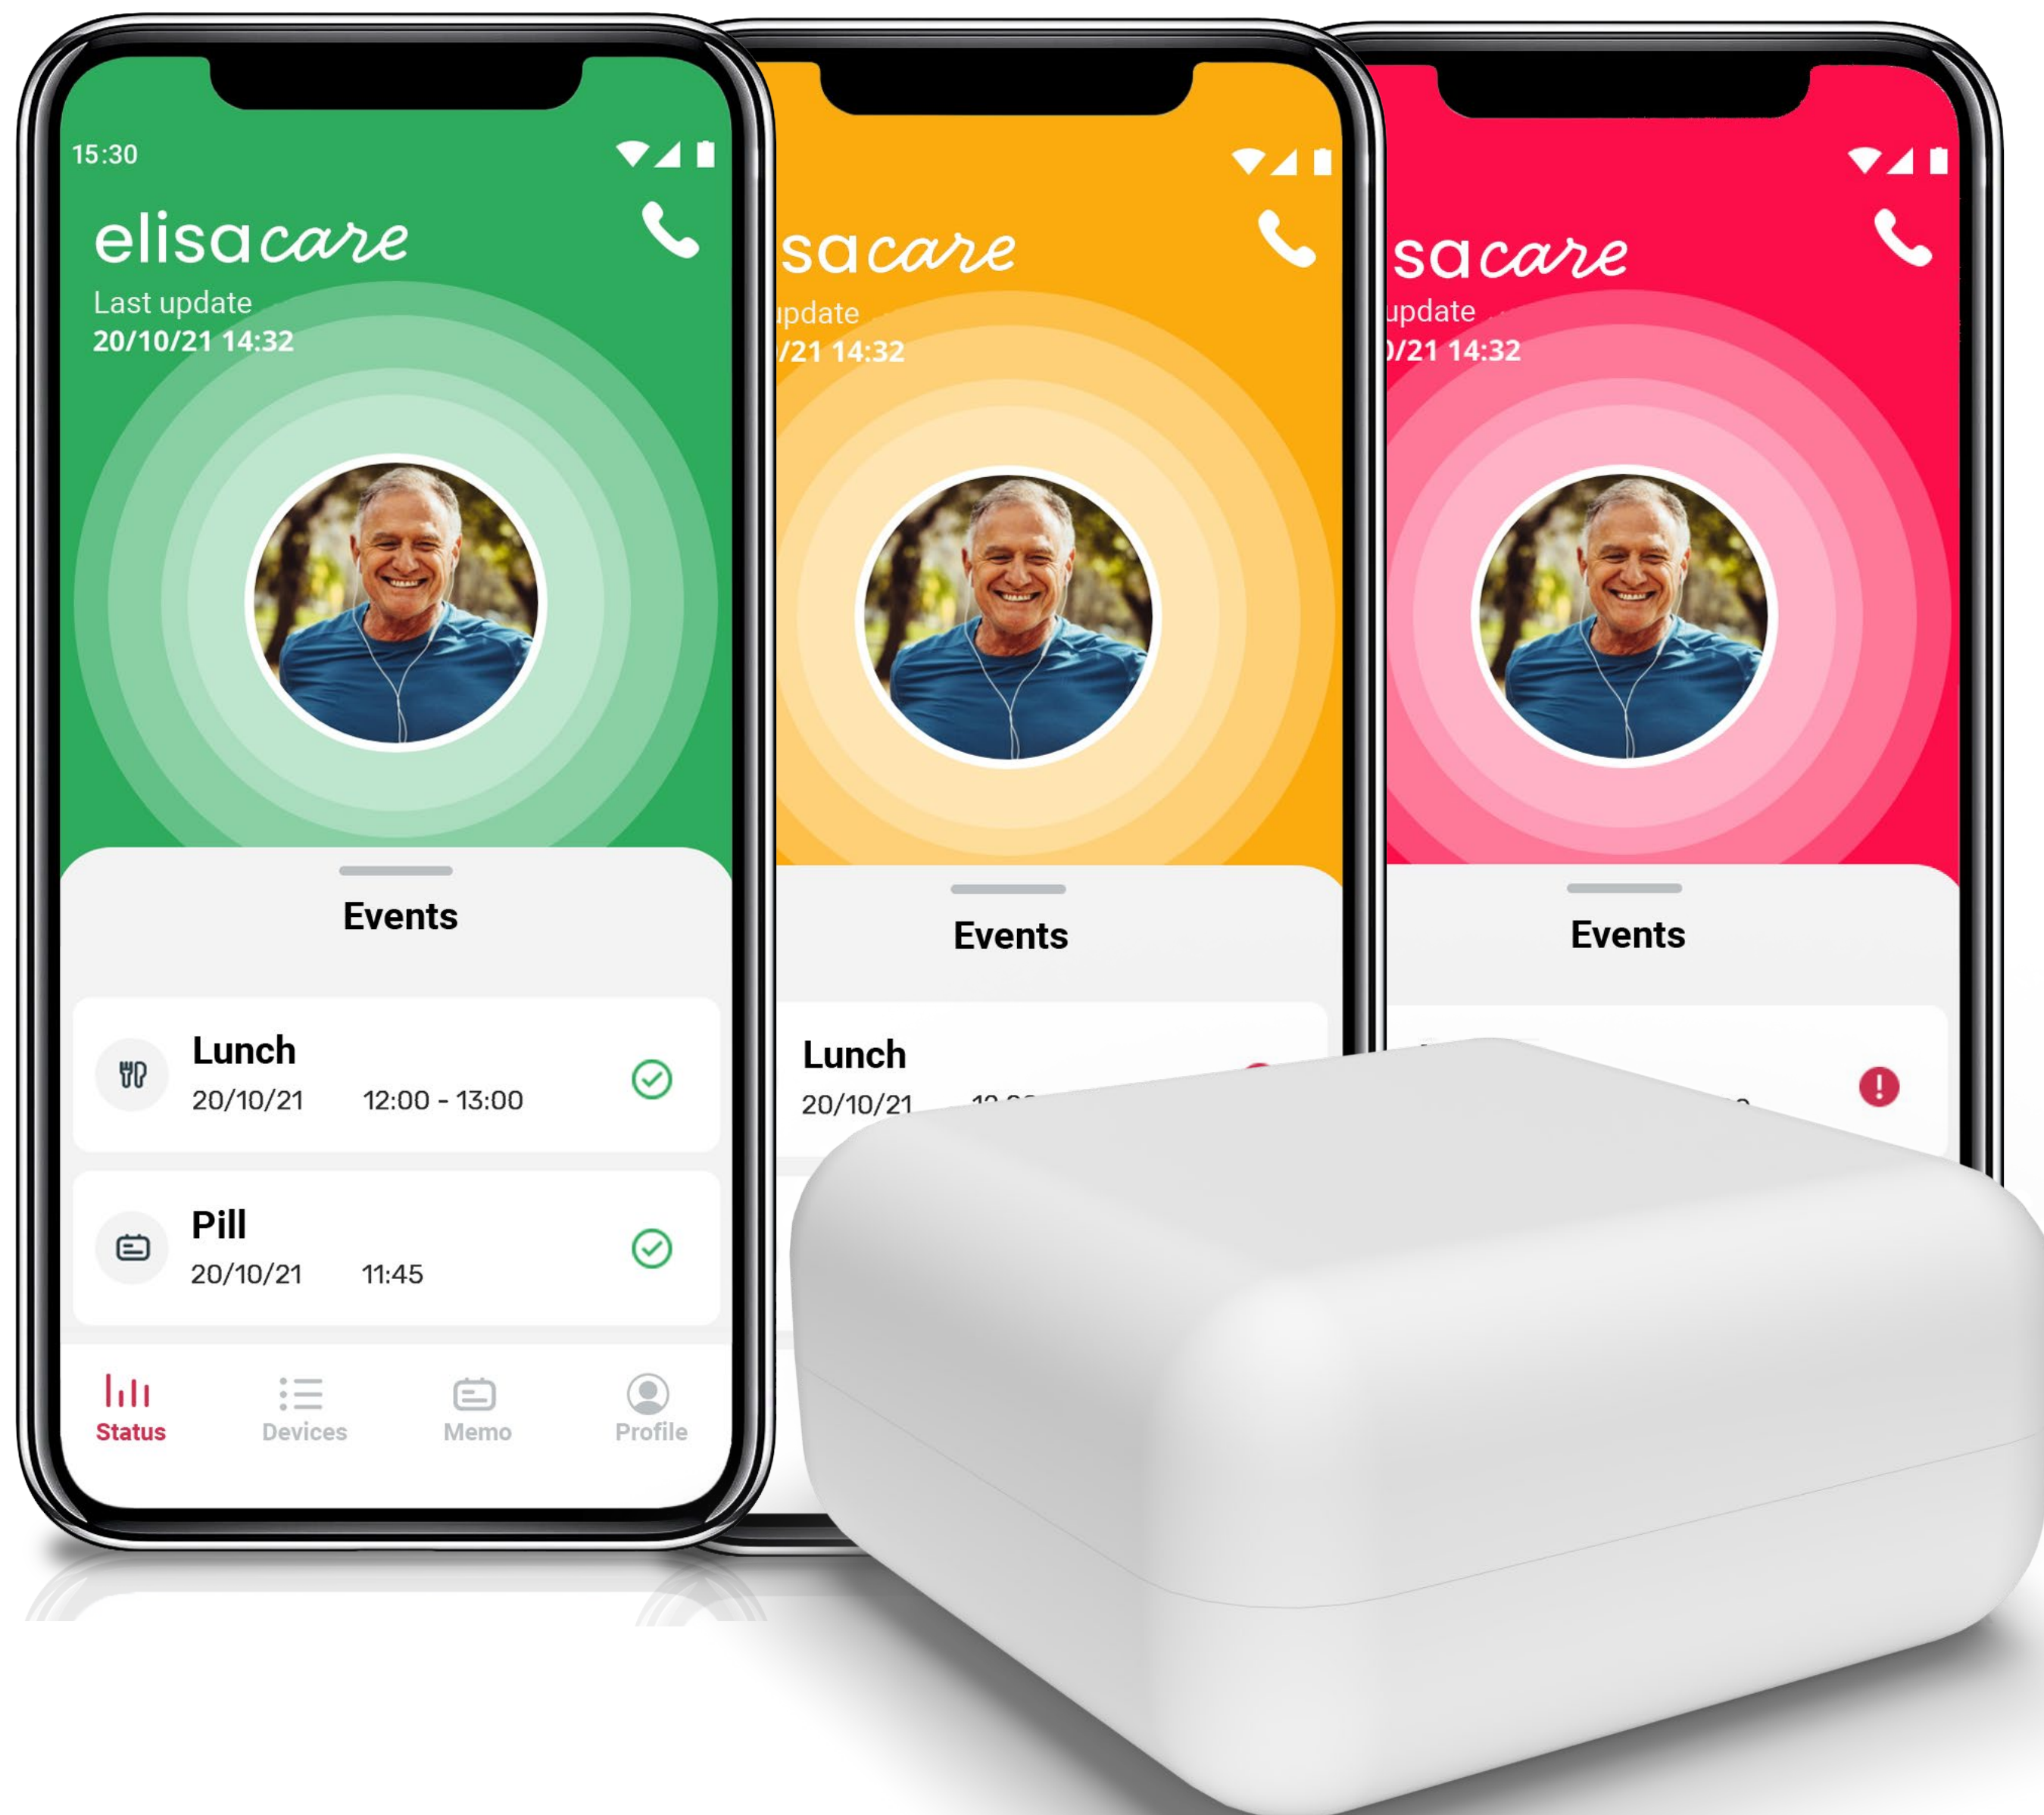 15:30
elisacare
Last update
20/10/21 14:32
Events
Lunch
20/10/21 12:00 - 13:00
Pill
20/10/21 11:45
Status Devices Memo Profile
sacare
update
/21 14:32
Events
Lunch
20/10/21
sacare
update
/21 14:32
Events